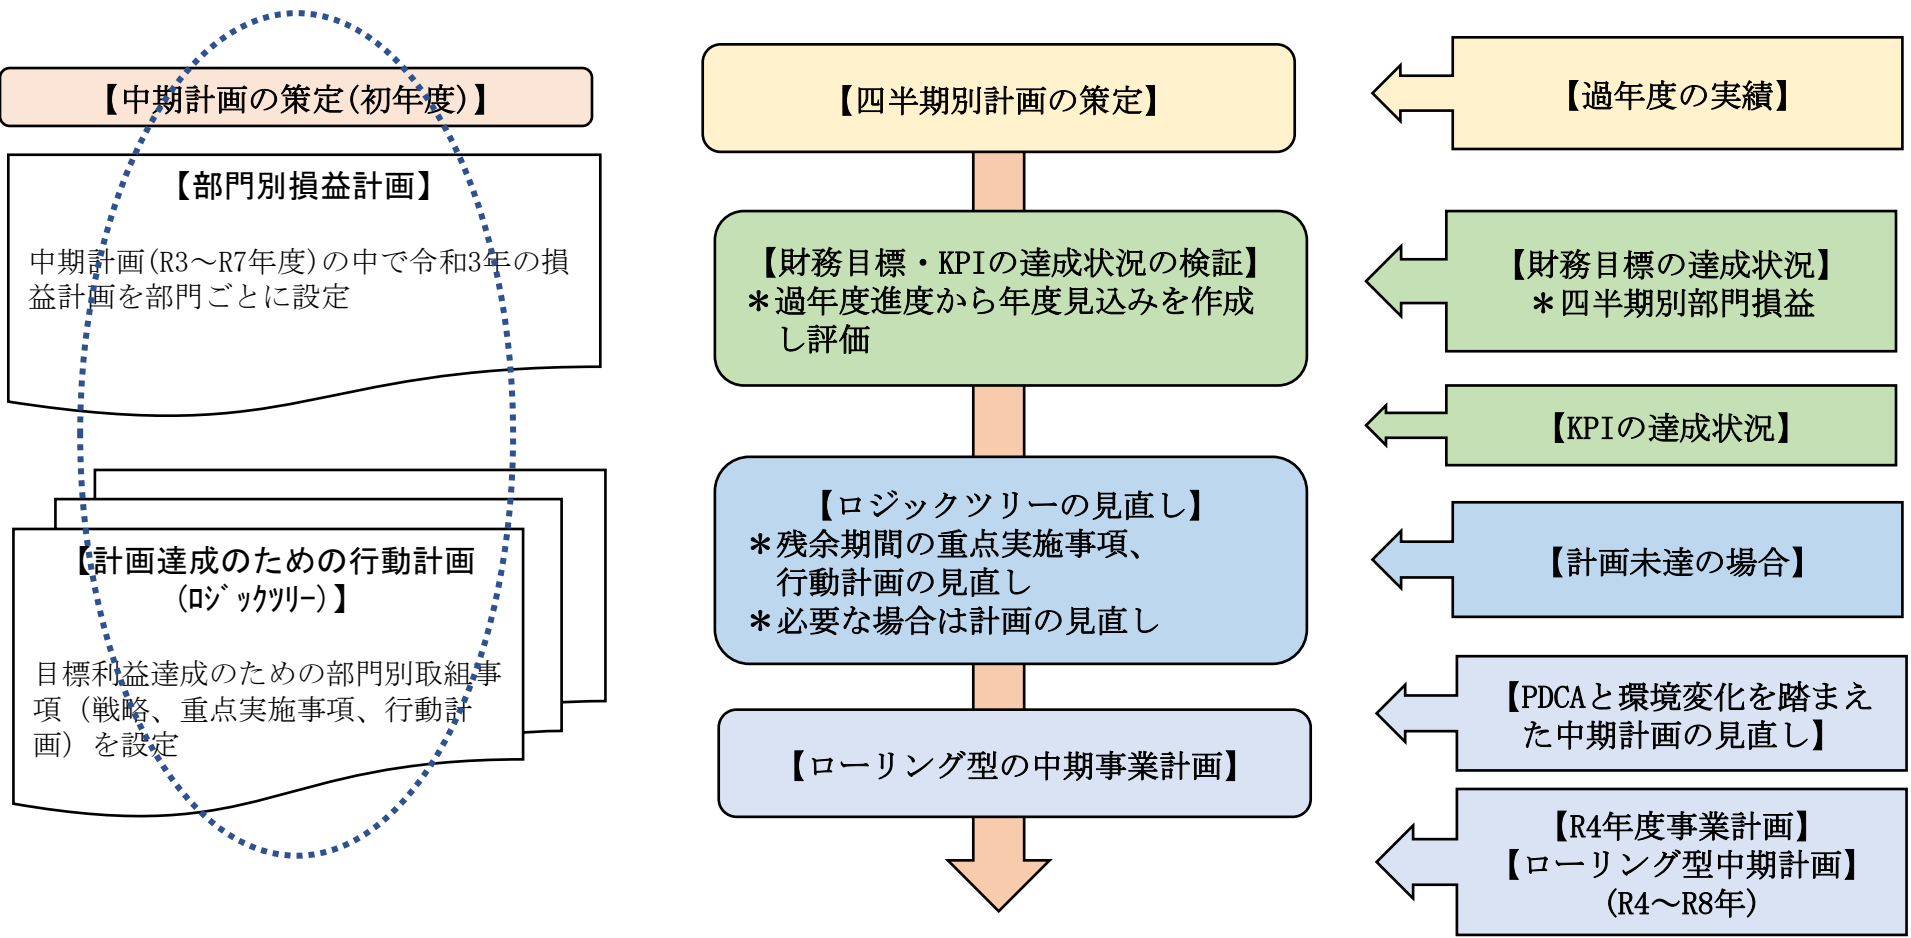 【中期計画の策定(初年度)】
【部門別損益計画】
中期計画(R3～R7年度)の中で令和3年の損
益計画を部門ごとに設定
【計画達成のための行動計画
(ﾛｼﾞｯｸﾂﾘｰ)】
目標利益達成のための部門別取組事
項（戦略、重点実施事項、行動計
画）を設定
【四半期別計画の策定】
【財務目標・KPIの達成状況の検証】
＊過年度進度から年度見込みを作成
し評価
【ロジックツリーの見直し】
＊残余期間の重点実施事項、
行動計画の見直し
＊必要な場合は計画の見直し
【ローリング型の中期事業計画】
【過年度の実績】
【財務目標の達成状況】
＊四半期別部門損益
【KPIの達成状況】
【計画未達の場合】
【PDCAと環境変化を踏まえ
た中期計画の見直し】
【R4年度事業計画】
【ローリング型中期計画】
(R4～R8年)